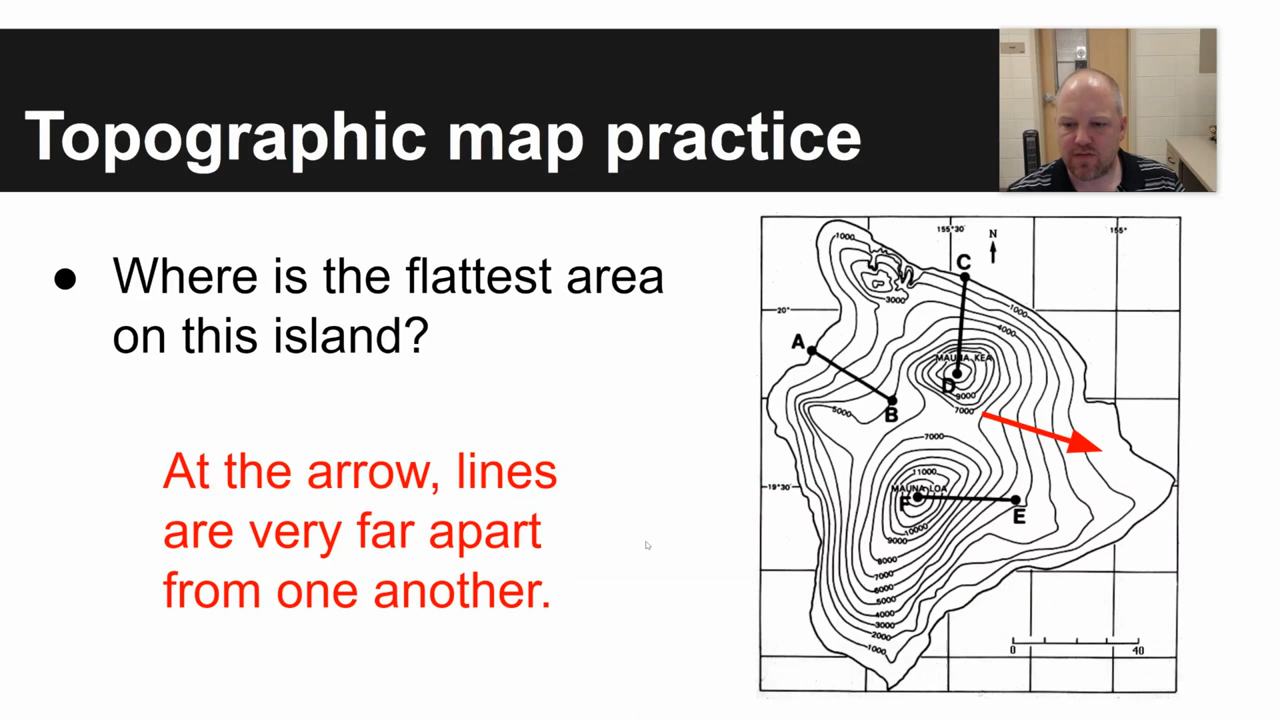 Topographic map practice
● Where is the flattest area
on this island?
At the arrow, lines
are very far apart
from one another.
155°30'
155°
N
1000
C
3000
1000
20°
4000
A
MAUNA KEA
D
9000
B
5000
7000
7000
11000
19°30'
MAUNA LOA
F
E
10000
9000
8000
7000
6000
5000
4000
3000
2000
1000
0
40